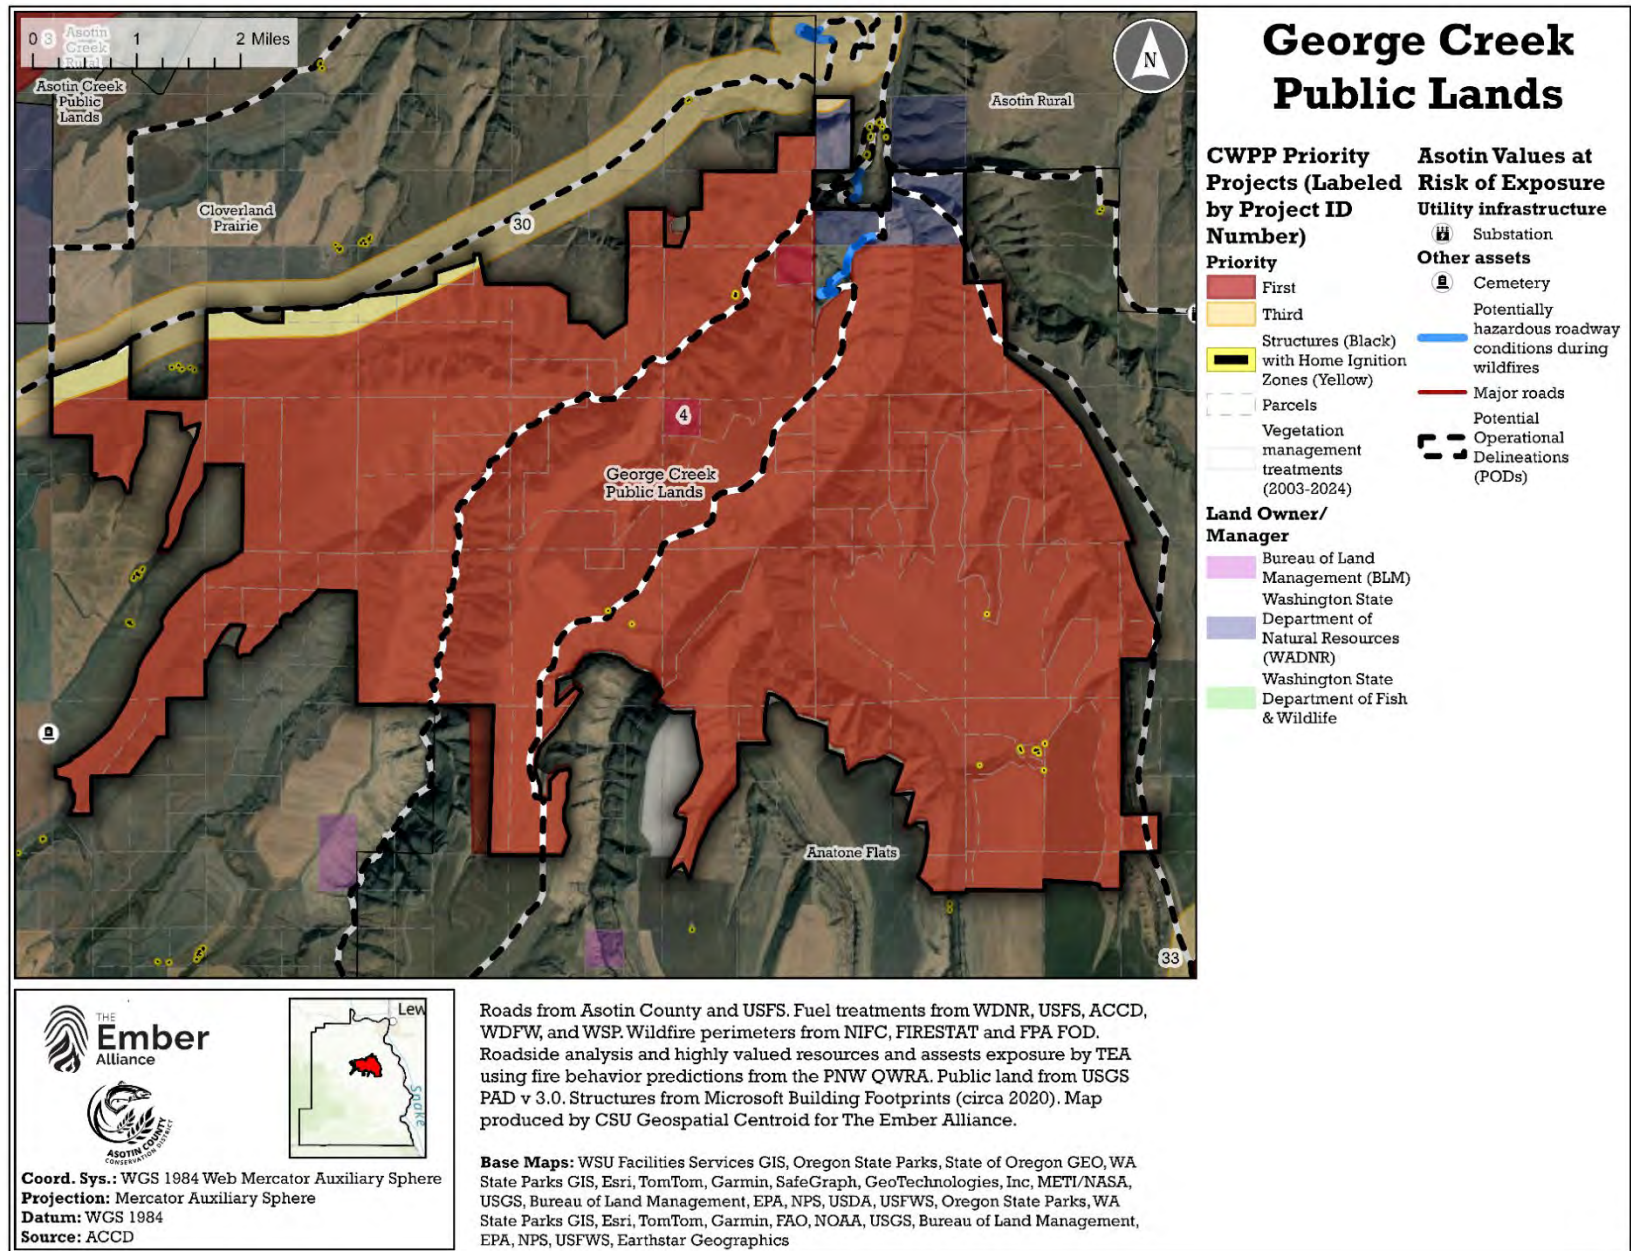 0
3
1
2 Miles
Asotin
Creek
Rural
Asotin Creek
Public
Lands
N
Asotin Rural
Cloverland
Prairie
30
4
George Creek
Public Lands
Anatone Flats
33
George Creek
Public Lands
CWPP Priority
Projects (Labeled
by Project ID
Number)
Priority
First
Third
Structures (Black)
with Home Ignition
Zones (Yellow)
Parcels
Vegetation
management
treatments
(2003-2024)
Land Owner/
Manager
Bureau of Land
Management (BLM)
Washington State
Department of
Natural Resources
(WADNR)
Washington State
Department of Fish
& Wildlife
Asotin Values at
Risk of Exposure
Utility infrastructure
Substation
Other assets
Cemetery
Potentially
hazardous roadway
conditions during
wildfires
Major roads
Potential
Operational
Delineations
(PODs)
THE
Ember
Alliance
ASOTIN COUNTY
CONSERVATION DISTRICT
Lew
Snake
Coord. Sys.: WGS 1984 Web Mercator Auxiliary Sphere
Projection: Mercator Auxiliary Sphere
Datum: WGS 1984
Source: ACCD
Roads from Asotin County and USFS. Fuel treatments from WDNR, USFS, ACCD,
WDFW, and WSP. Wildfire perimeters from NIFC, FIRESTAT and FPA FOD.
Roadside analysis and highly valued resources and assests exposure by TEA
using fire behavior predictions from the PNW QWRA. Public land from USGS
PAD v 3.0. Structures from Microsoft Building Footprints (circa 2020). Map
produced by CSU Geospatial Centroid for The Ember Alliance.
Base Maps: WSU Facilities Services GIS, Oregon State Parks, State of Oregon GEO, WA
State Parks GIS, Esri, TomTom, Garmin, SafeGraph, GeoTechnologies, Inc, METI/NASA,
USGS, Bureau of Land Management, EPA, NPS, USDA, USFWS, Oregon State Parks, WA
State Parks GIS, Esri, TomTom, Garmin, FAO, NOAA, USGS, Bureau of Land Management,
EPA, NPS, USFWS, Earthstar Geographics